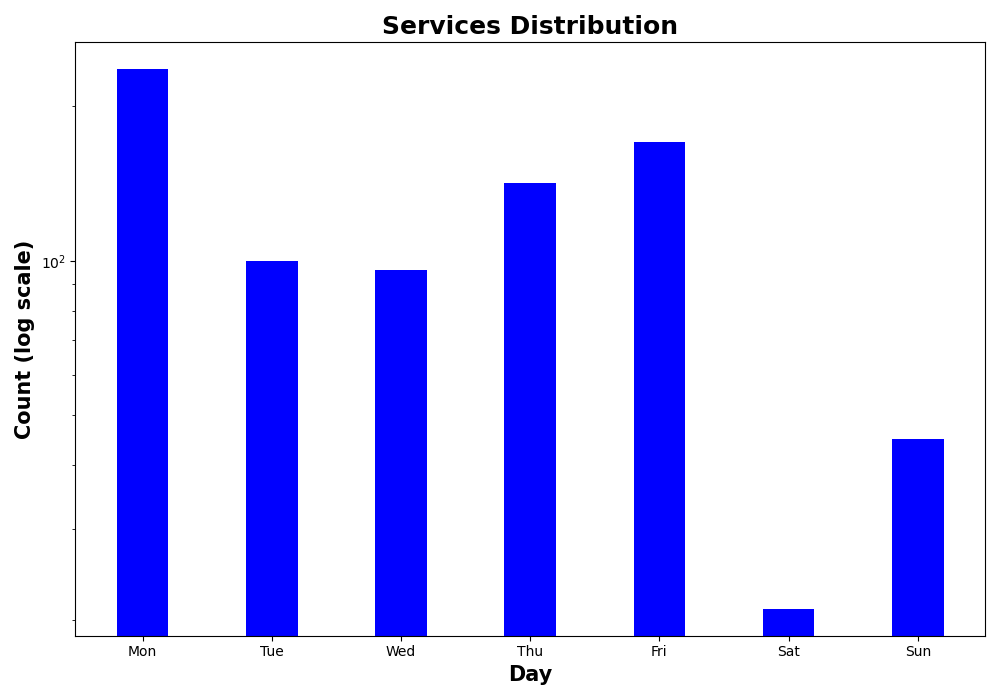 Services Distribution
Count (log scale)
10²
Mon Tue Wed Thu Fri Sat Sun
Day